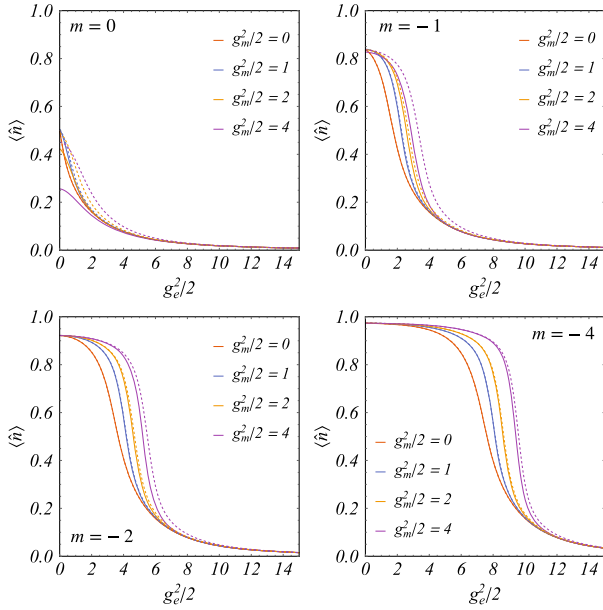 m = 0
g_m^2/2 = 0
g_m^2/2 = 1
g_m^2/2 = 2
g_m^2/2 = 4
⟨n̂⟩
1.0
0.8
0.6
0.4
0.2
0.0
0 2 4 6 8 10 12 14
g_e^2/2
m = −1
g_m^2/2 = 0
g_m^2/2 = 1
g_m^2/2 = 2
g_m^2/2 = 4
⟨n̂⟩
1.0
0.8
0.6
0.4
0.2
0.0
0 2 4 6 8 10 12 14
g_e^2/2
g_m^2/2 = 0
g_m^2/2 = 1
g_m^2/2 = 2
g_m^2/2 = 4
m = −2
⟨n̂⟩
1.0
0.8
0.6
0.4
0.2
0.0
0 2 4 6 8 10 12 14
g_e^2/2
m = −4
g_m^2/2 = 0
g_m^2/2 = 1
g_m^2/2 = 2
g_m^2/2 = 4
⟨n̂⟩
1.0
0.8
0.6
0.4
0.2
0.0
0 2 4 6 8 10 12 14
g_e^2/2